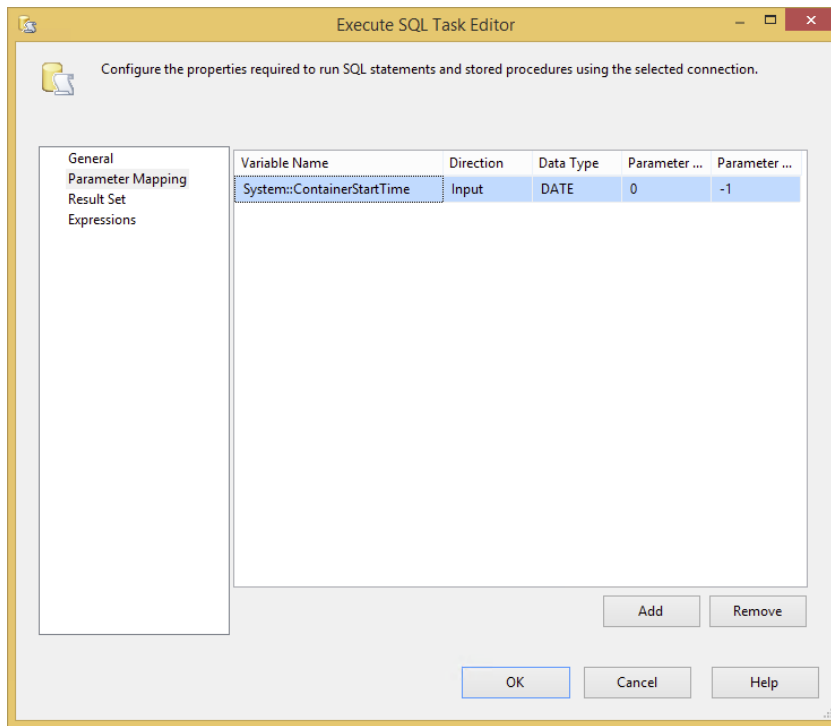 Execute SQL Task Editor
Configure the properties required to run SQL statements and stored procedures using the selected connection.
General
Parameter Mapping
Result Set
Expressions
Variable Name Direction Data Type Parameter ... Parameter ...
System::ContainerStartTime Input DATE 0 -1
Add Remove
OK Cancel Help